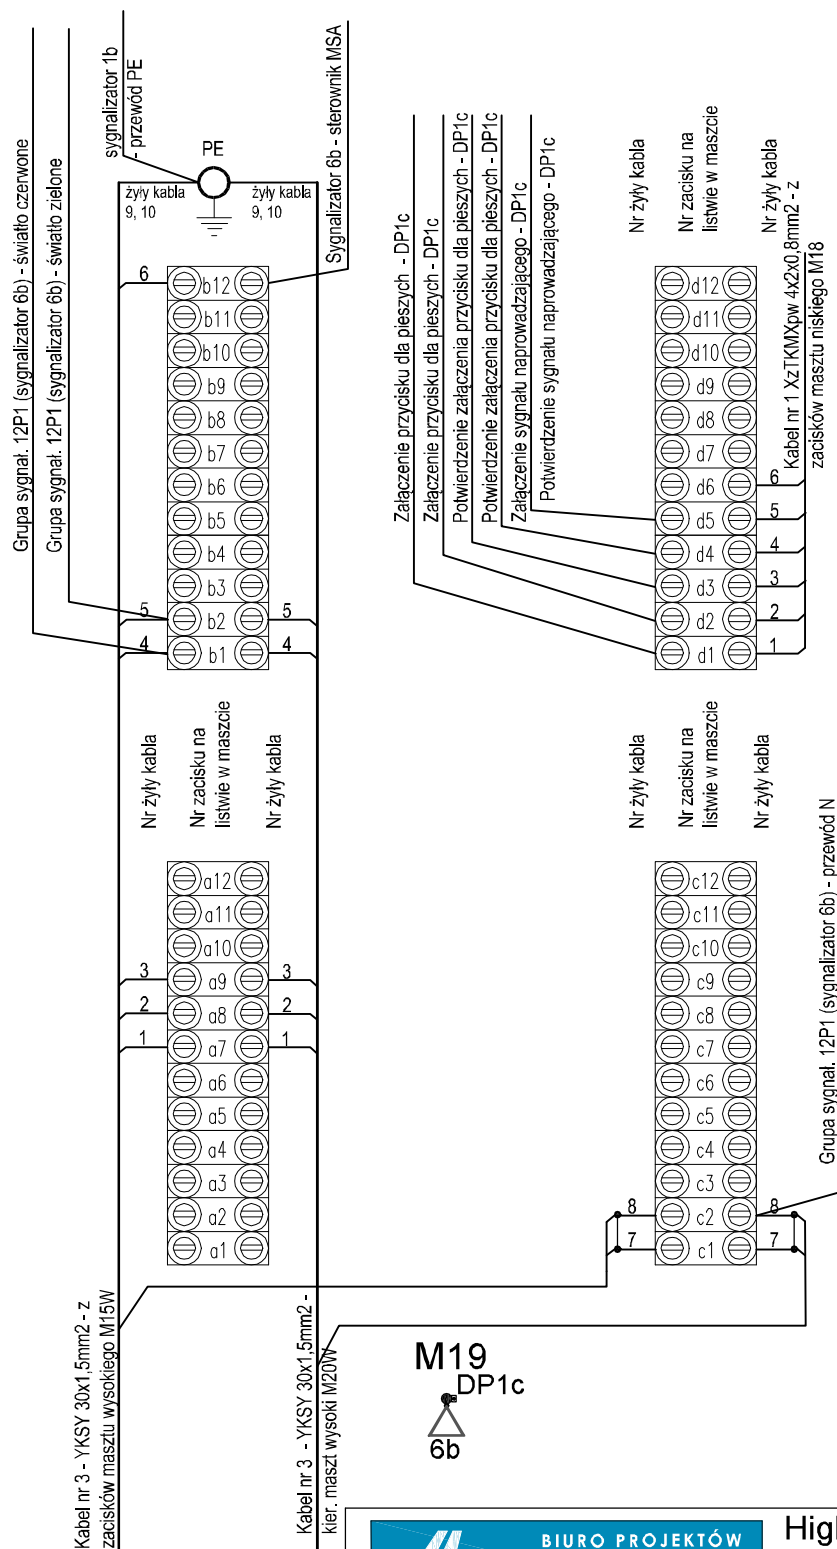 Grupa sygnał. 12P1 (sygnalizator 6b) - światło czerwone
Grupa sygnał. 12P1 (sygnalizator 6b) - światło zielone
sygnalizator 1b
- przewód PE
PE
żyły kabla
9, 10
żyły kabla
9, 10
Sygnalizator 6b - sterownik MSA
6
b12
b11
b10
b9
b8
b7
b6
b5
b4
b3
5 b2 5
4 b1 4
Załączenie przycisku dla pieszych - DP1c
Załączenie przycisku dla pieszych - DP1c
Potwierdzenie załączenia przycisku dla pieszych - DP1c
Potwierdzenie załączenia przycisku dla pieszych - DP1c
Załączenie sygnału naprowadzającego - DP1c
Potwierdzenie sygnału naprowadzającego - DP1c
Nr żyły kabla
Nr zacisku na
listwie w maszcie
Nr żyły kabla
Kabel nr 1 XzTKMXpw 4x2x0,8mm2 - z
zacisków masztu niskiego M18
d12
d11
d10
d9
d8
d7
d6 6
d5 5
d4 4
d3 3
d2 2
d1 1
Nr żyły kabla
Nr zacisku na
listwie w maszcie
Nr żyły kabla
a12
a11
a10
3 a9 3
2 a8 2
1 a7 1
a6
a5
a4
a3
a2
a1
Nr żyły kabla
Nr zacisku na
listwie w maszcie
Nr żyły kabla
Grupa sygnał. 12P1 (sygnalizator 6b) - przewód N
c12
c11
c10
c9
c8
c7
c6
c5
c4
c3
8 c2 8
7 c1 7
Kabel nr 3 - YKSY 30x1,5mm2 - z
zacisków masztu wysokiego M15W
Kabel nr 3 - YKSY 30x1,5mm2 -
kier. maszt wysoki M20W
M19
DP1c
6b
BIURO PROJEKTÓW
High